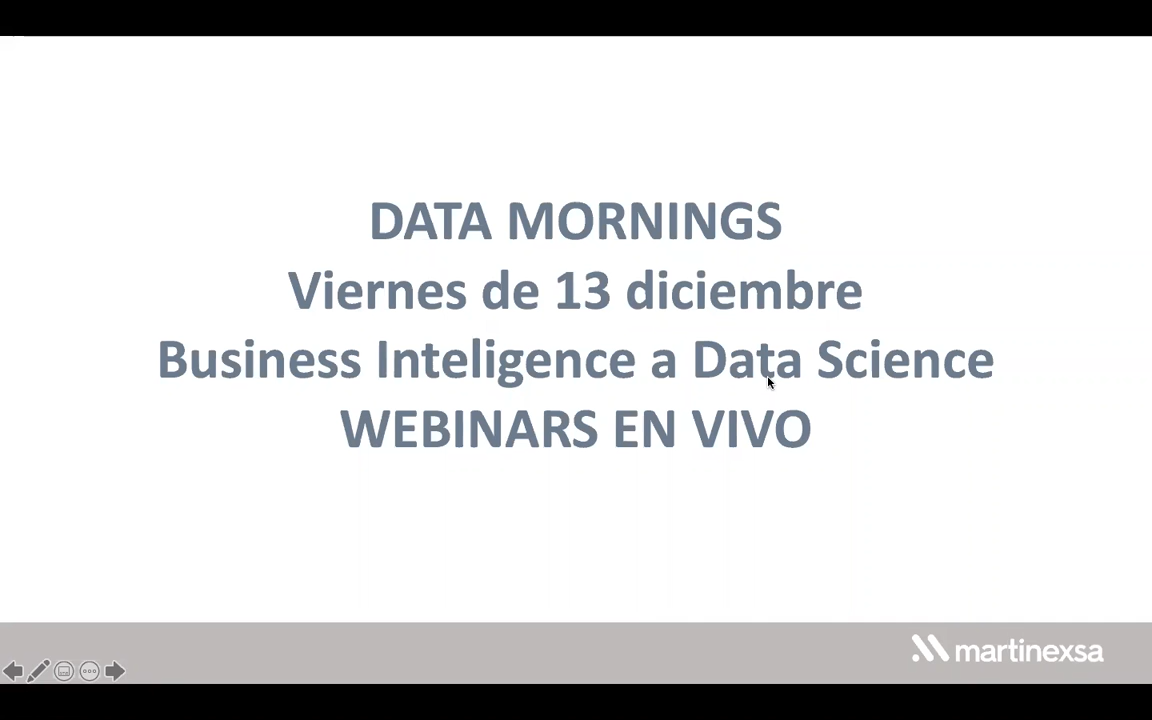 DATA MORNINGS
Viernes de 13 diciembre
Business Inteligence a Data Science
WEBINARS EN VIVO
martinexsa